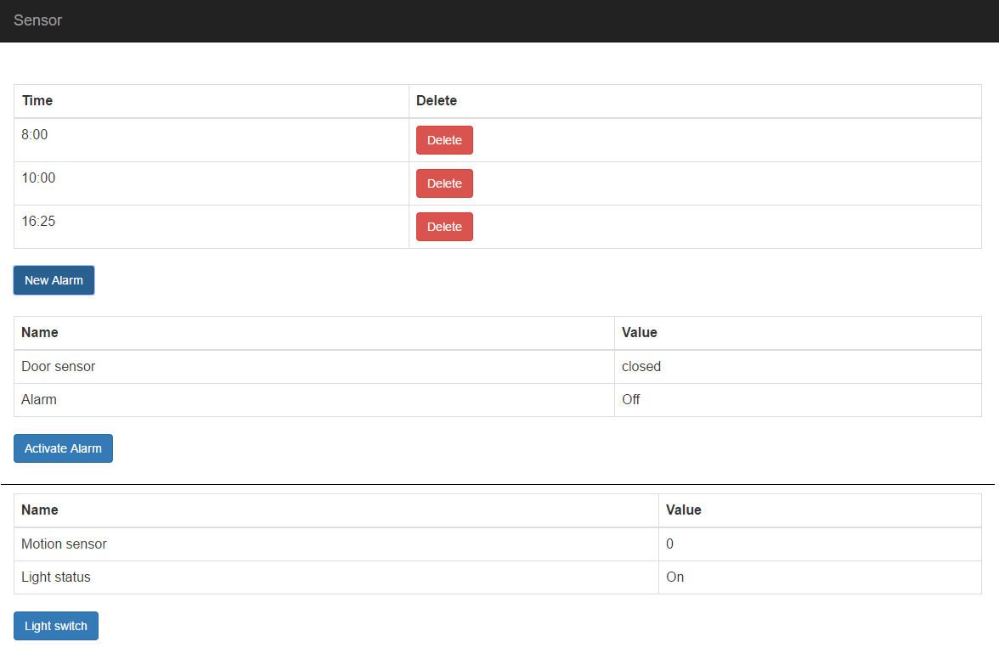 Sensor
Time Delete
8:00 Delete
10:00 Delete
16:25 Delete
New Alarm
Name Value
Door sensor closed
Alarm Off
Activate Alarm
Name Value
Motion sensor 0
Light status On
Light switch